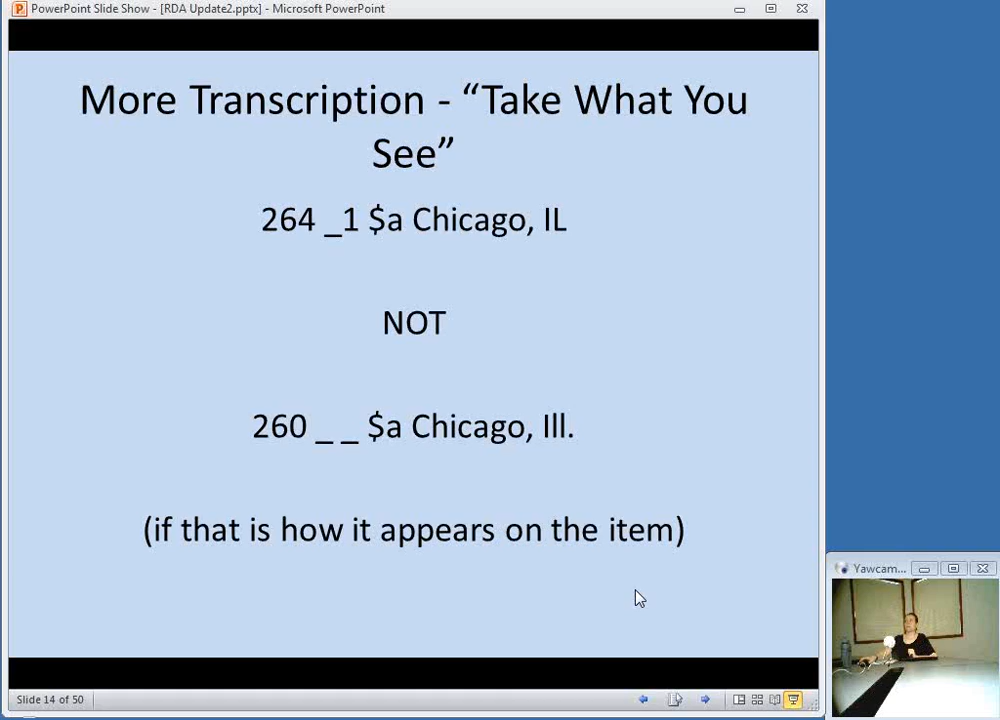 PowerPoint Slide Show - [RDA Update2.pptx] - Microsoft PowerPoint
More Transcription - “Take What You
See”
264 _1 $a Chicago, IL
NOT
260 _ _ $a Chicago, Ill.
(if that is how it appears on the item)
Yawcam...
Slide 14 of 50